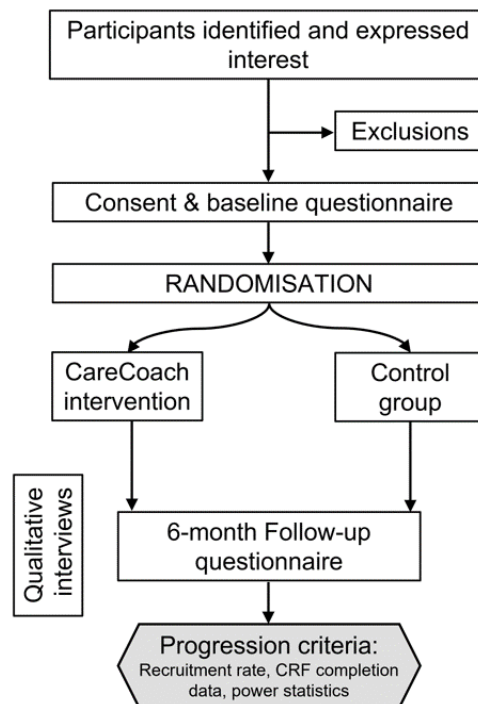 Participants identified and expressed
interest
Exclusions
Consent & baseline questionnaire
RANDOMISATION
CareCoach
intervention
Control
group
Qualitative
interviews
6-month Follow-up
questionnaire
Progression criteria:
Recruitment rate, CRF completion
data, power statistics